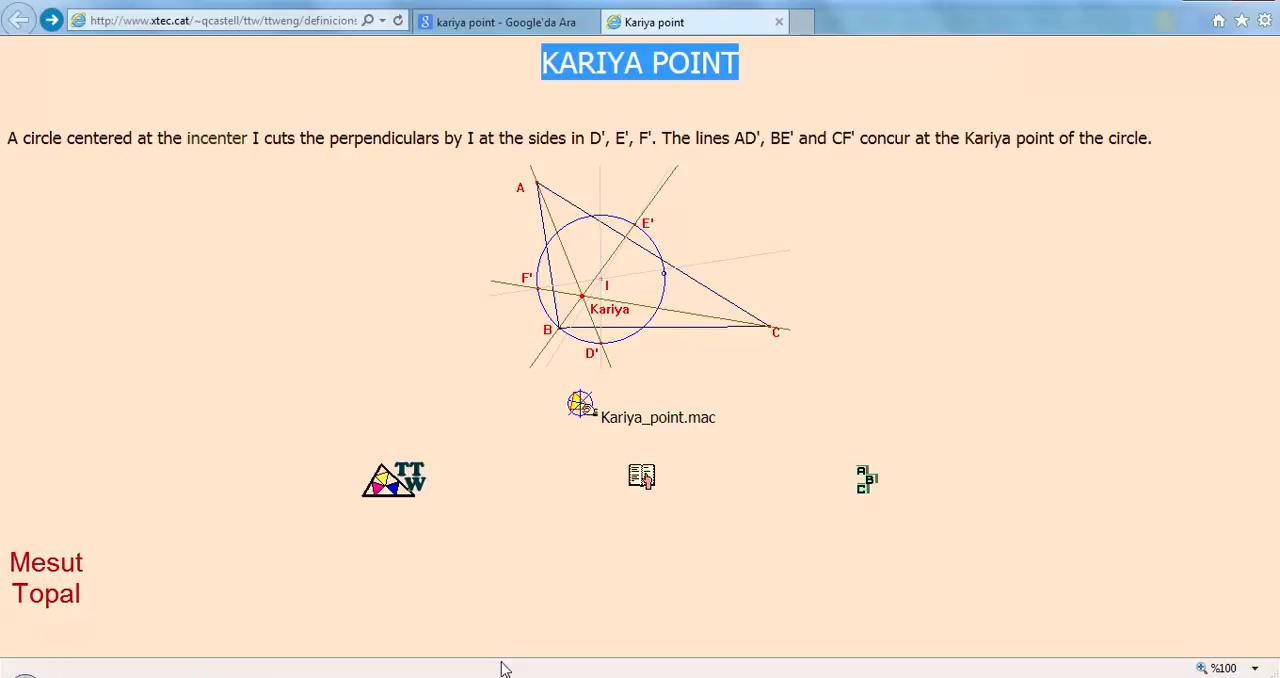 http://www.xtec.cat/~qcastell/ttw/ttweng/definicions
kariya point - Google'da Ara
Kariya point
KARIYA POINT
A circle centered at the incenter I cuts the perpendiculars by I at the sides in D', E', F'. The lines AD', BE' and CF' concur at the Kariya point of the circle.
A
E'
F'
I
Kariya
B
C
D'
Kariya_point.mac
TT
W
A
B
C
Mesut
Topal
%100